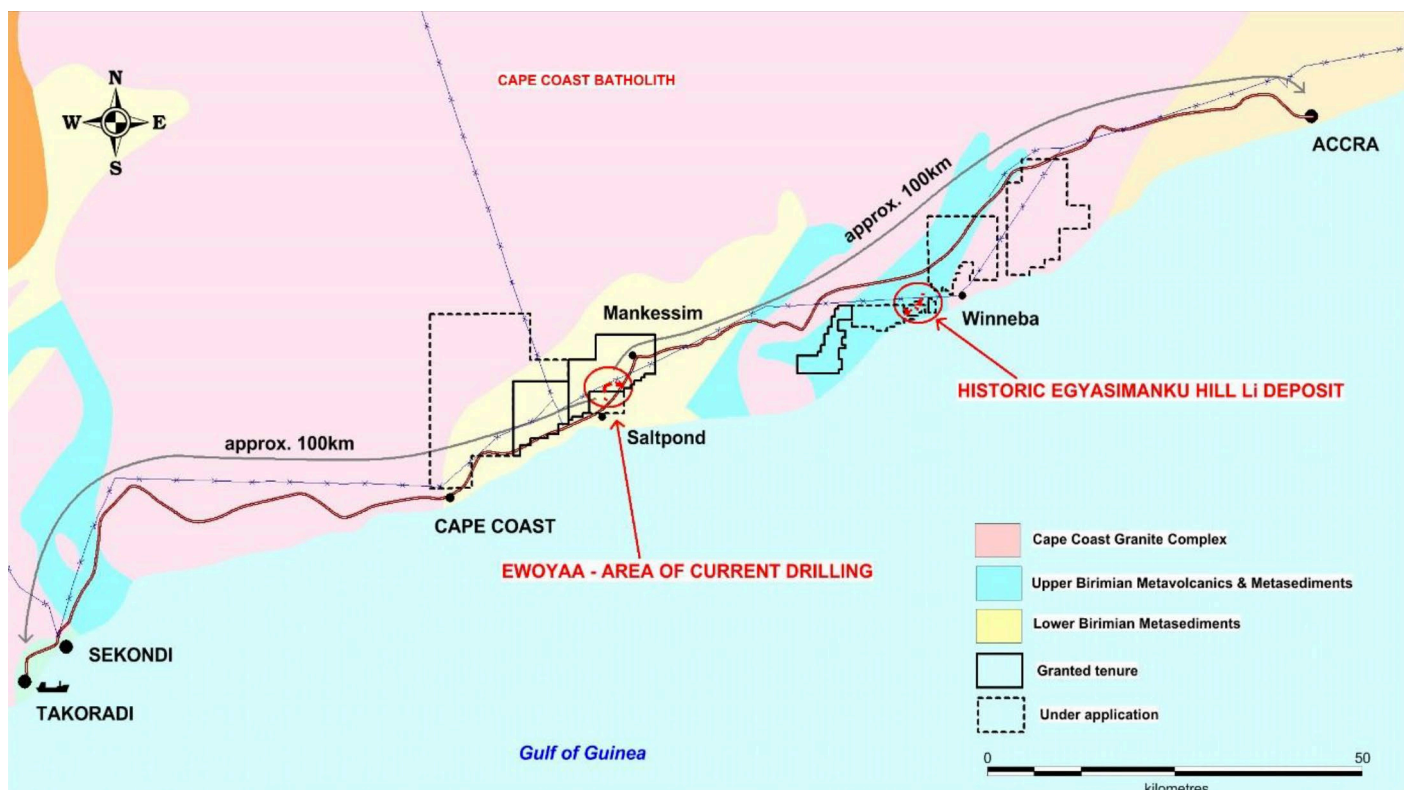 CAPE COAST BATHOLITH
N
W
E
S
ACCRA
approx. 100km
Mankessim
Winneba
HISTORIC EGYASIMANKU HILL Li DEPOSIT
approx. 100km
Saltpond
CAPE COAST
EWOYAA - AREA OF CURRENT DRILLING
SEKONDI
TAKORADI
Gulf of Guinea
Cape Coast Granite Complex
Upper Birimian Metavolcanics & Metasediments
Lower Birimian Metasediments
Granted tenure
Under application
0
50
kilometres